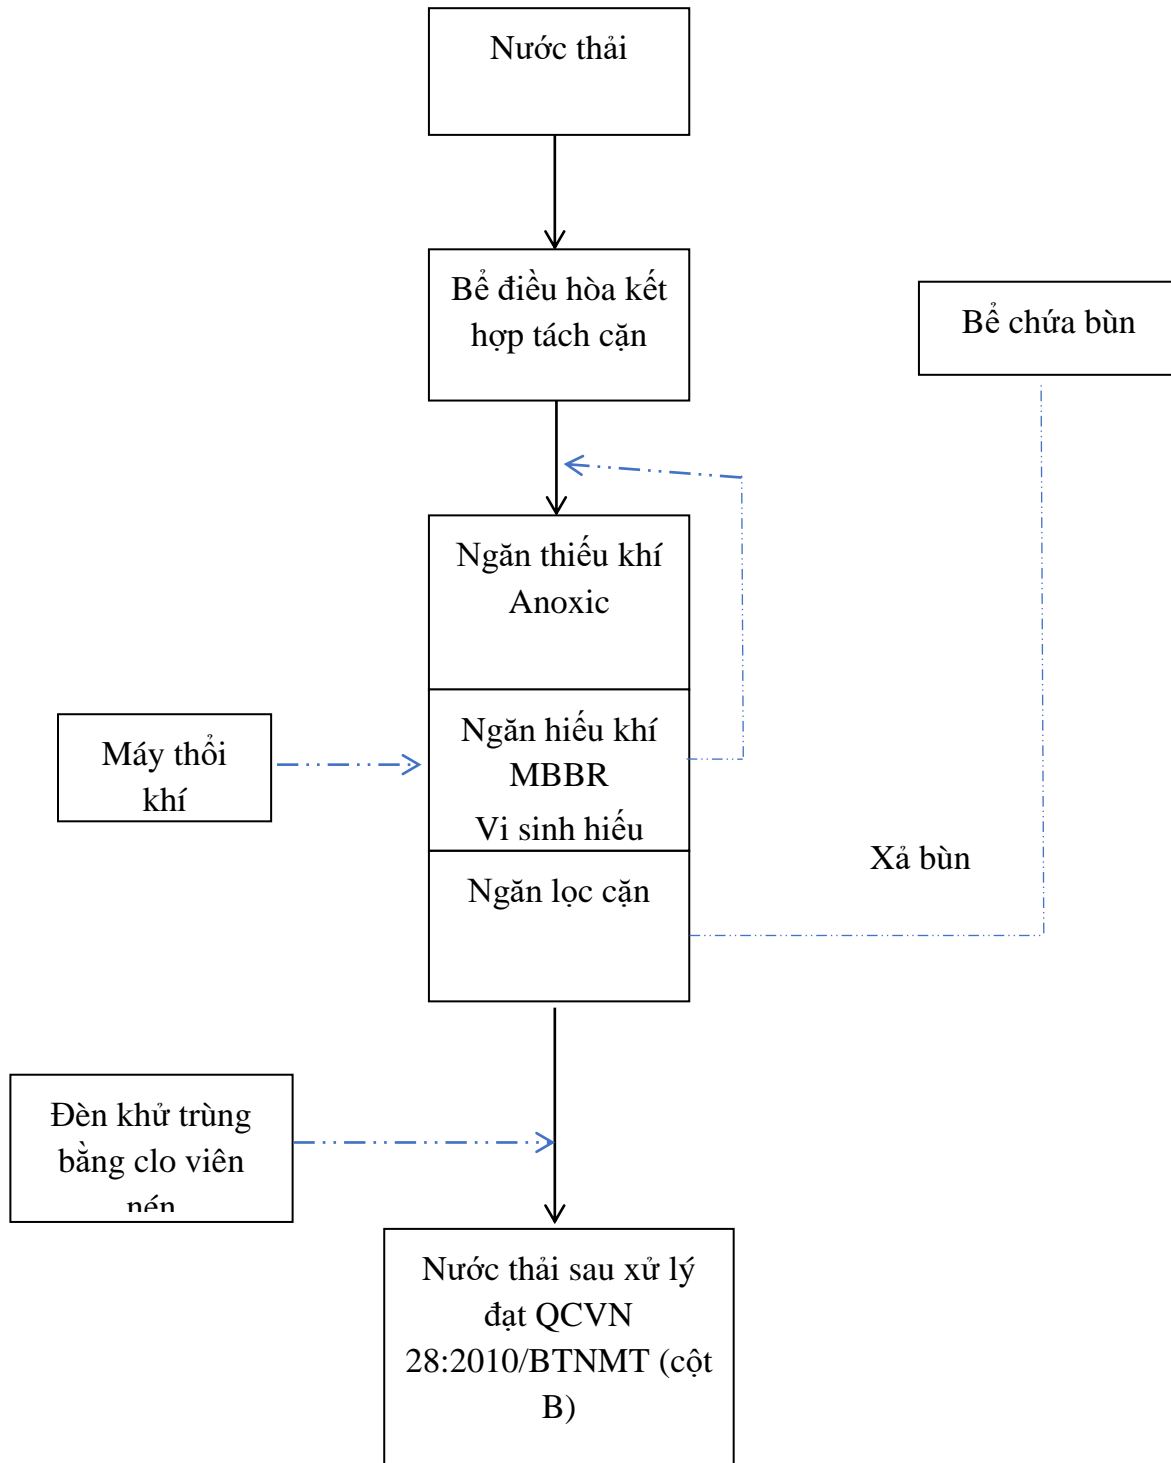 Nước thải
Bể điều hòa kết
hợp tách cặn
Bể chứa bùn
Ngăn thiếu khí
Anoxic
Ngăn hiếu khí
MBBR
Vi sinh hiếu
Máy thổi
khí
Ngăn lọc cặn
Xả bùn
Đèn khử trùng
bằng clo viên
nén
Nước thải sau xử lý
đạt QCVN
28:2010/BTNMT (cột
B)